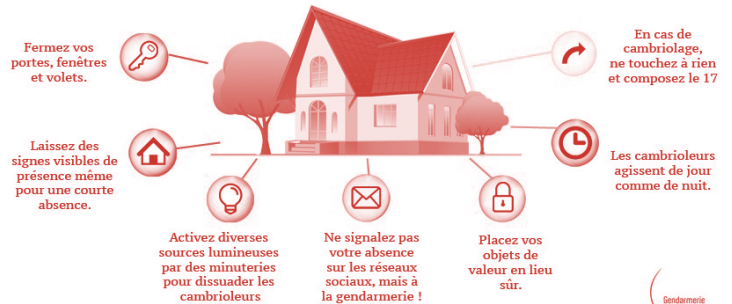 Fermez vos
portes, fenêtres
et volets.
Laissez des
signes visibles de
présence même
pour une courte
absence.
Activez diverses
sources lumineuses
par des minuteries
pour dissuader les
cambrioleurs
Ne signalez pas
votre absence
sur les réseaux
sociaux, mais à
la gendarmerie !
Placez vos
objets de
valeur en lieu
sûr.
Les cambrioleurs
agissent de jour
comme de nuit.
En cas de
cambriolage,
ne touchez à rien
et composez le 17
Gendarmerie